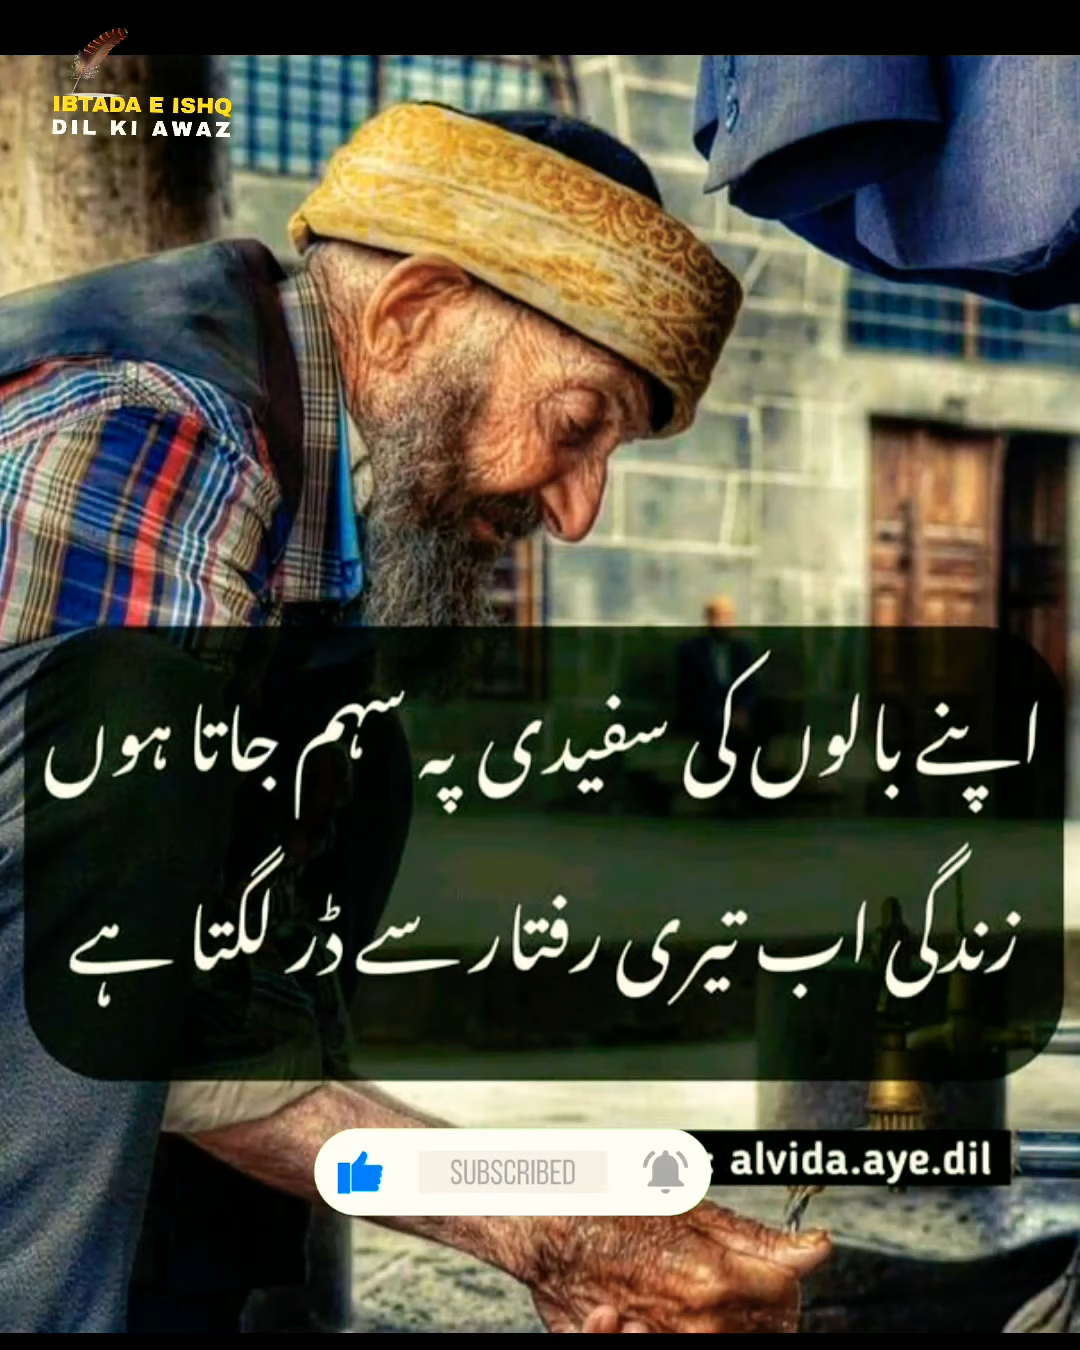 IBTADA E ISHQ
DIL KI AWAZ
اپنے بالوں کی سفیدی پہ سہم جاتا ہوں
زندگی اب تیری رفتار سے ڈر لگتا ہے
SUBSCRIBED
: alvida.aye.dil